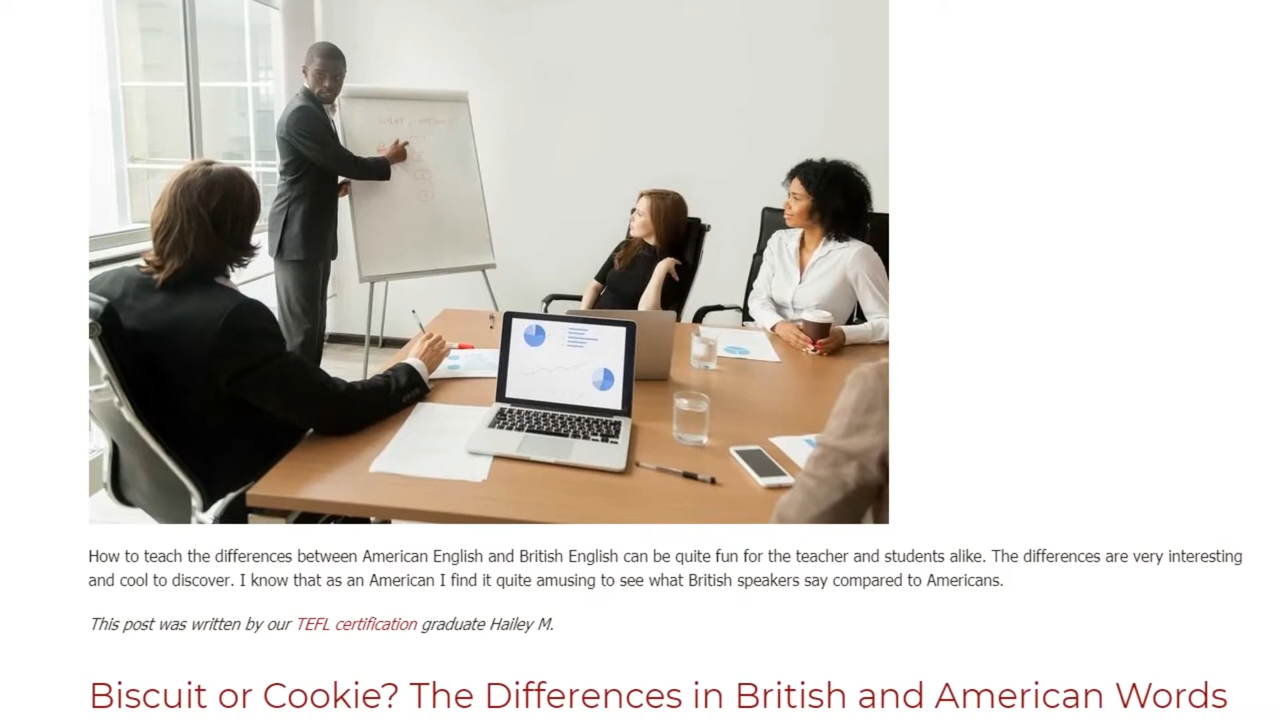 How to teach the differences between American English and British English can be quite fun for the teacher and students alike. The differences are very interesting
and cool to discover. I know that as an American I find it quite amusing to see what British speakers say compared to Americans.
This post was written by our TEFL certification graduate Hailey M.
Biscuit or Cookie? The Differences in British and American Words